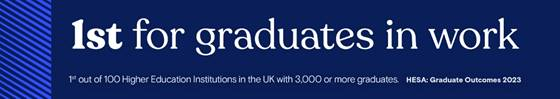 1st for graduates in work
1st out of 100 Higher Education Institutions in the UK with 3,000 or more graduates. HESA: Graduate Outcomes 2023